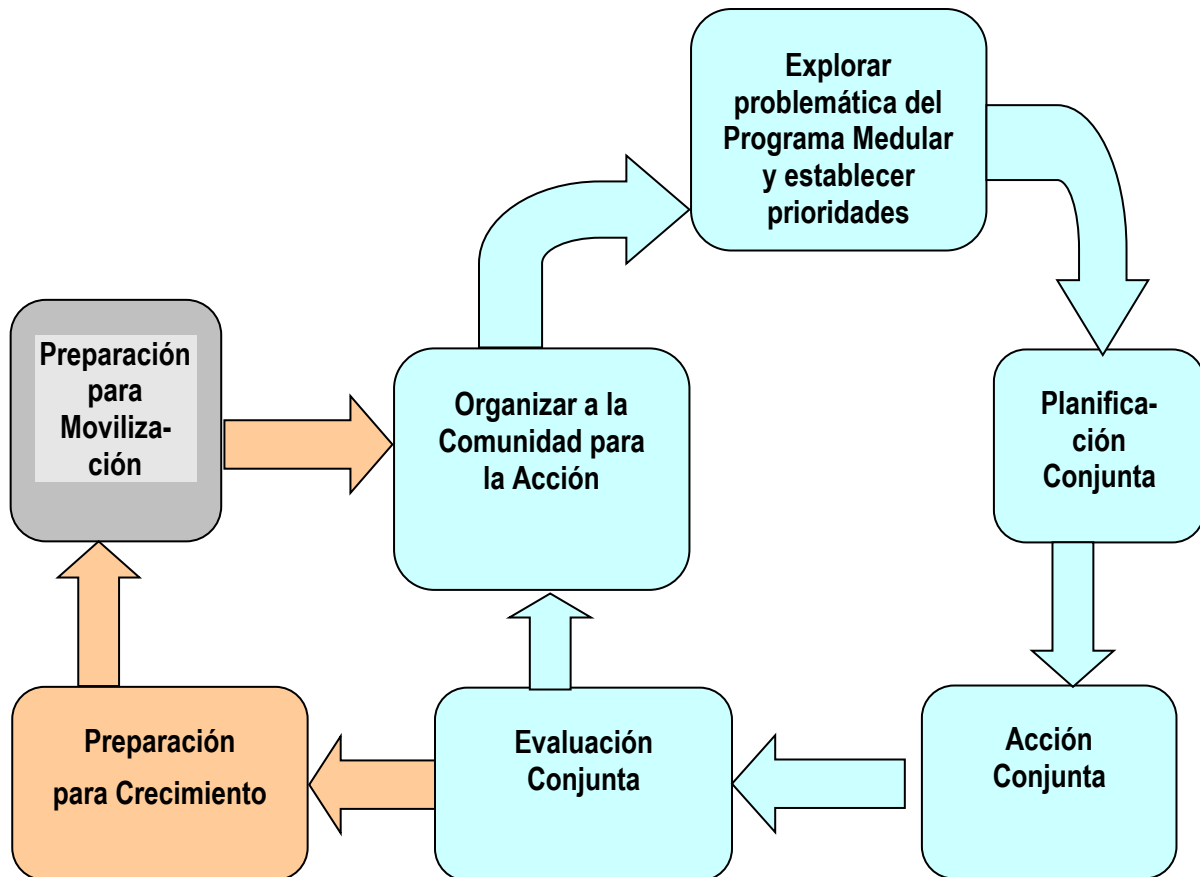 Explorar
problemática del
Programa Medular
y establecer
prioridades
Preparación
para
Moviliza-
ción
Organizar a la
Comunidad para
la Acción
Planifica-
ción
Conjunta
Preparación
para Crecimiento
Evaluación
Conjunta
Acción
Conjunta